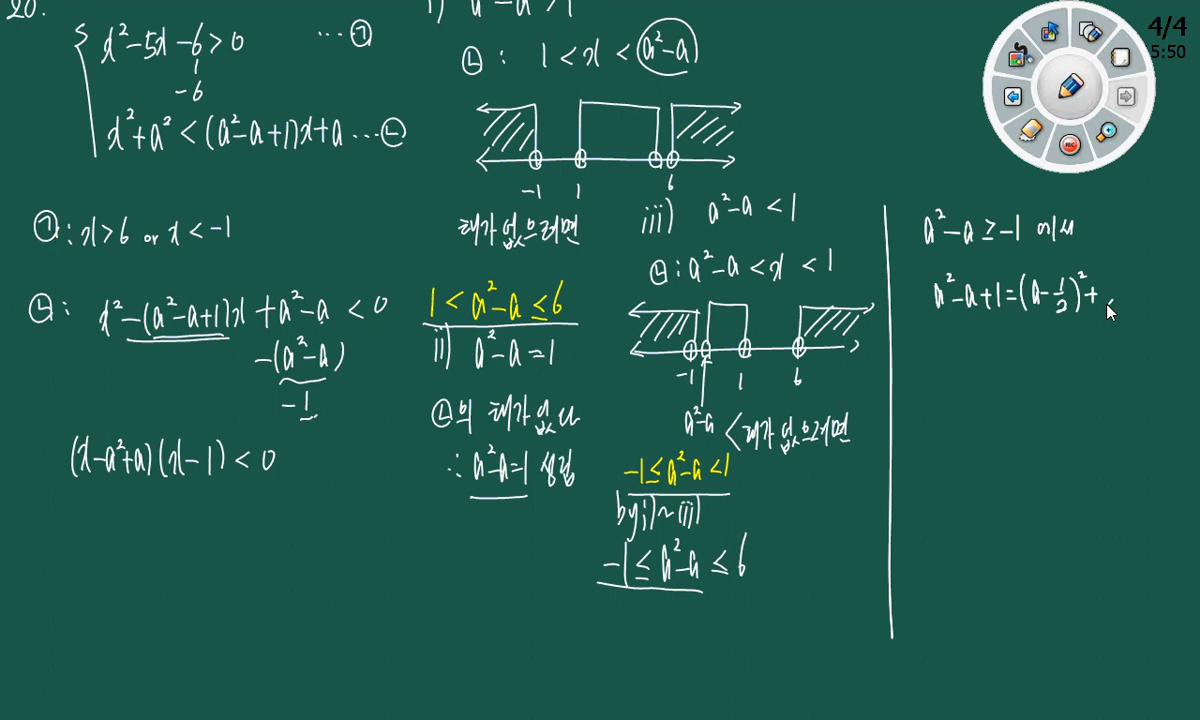 20.
x²-5x-6>0 … ㉠
1
-6
x²+a²<(a²-a+1)x+a … ㉡
㉠: x>6 or x<-1
㉡: x²-(a²-a+1)x+a²-a<0
-(a²-a)
-1
(x-a²+a)(x-1)<0
i) a²-a>1
㉡: 1<x<(a²-a)
-1 1 6
해가 없으려면
1<a²-a≤6
ii) a²-a=1
㉡의 해가 없다
∴ a²-a=1 성립
iii) a²-a<1
㉡: a²-a<x<1
-1 1 6
a²-a
해가 없으려면
-1≤a²-a<1
by i)~iii)
-1≤a²-a≤6
a²-a≥-1 에서
a²-a+1=(a-1/2)²+
4/4
5:50
REC